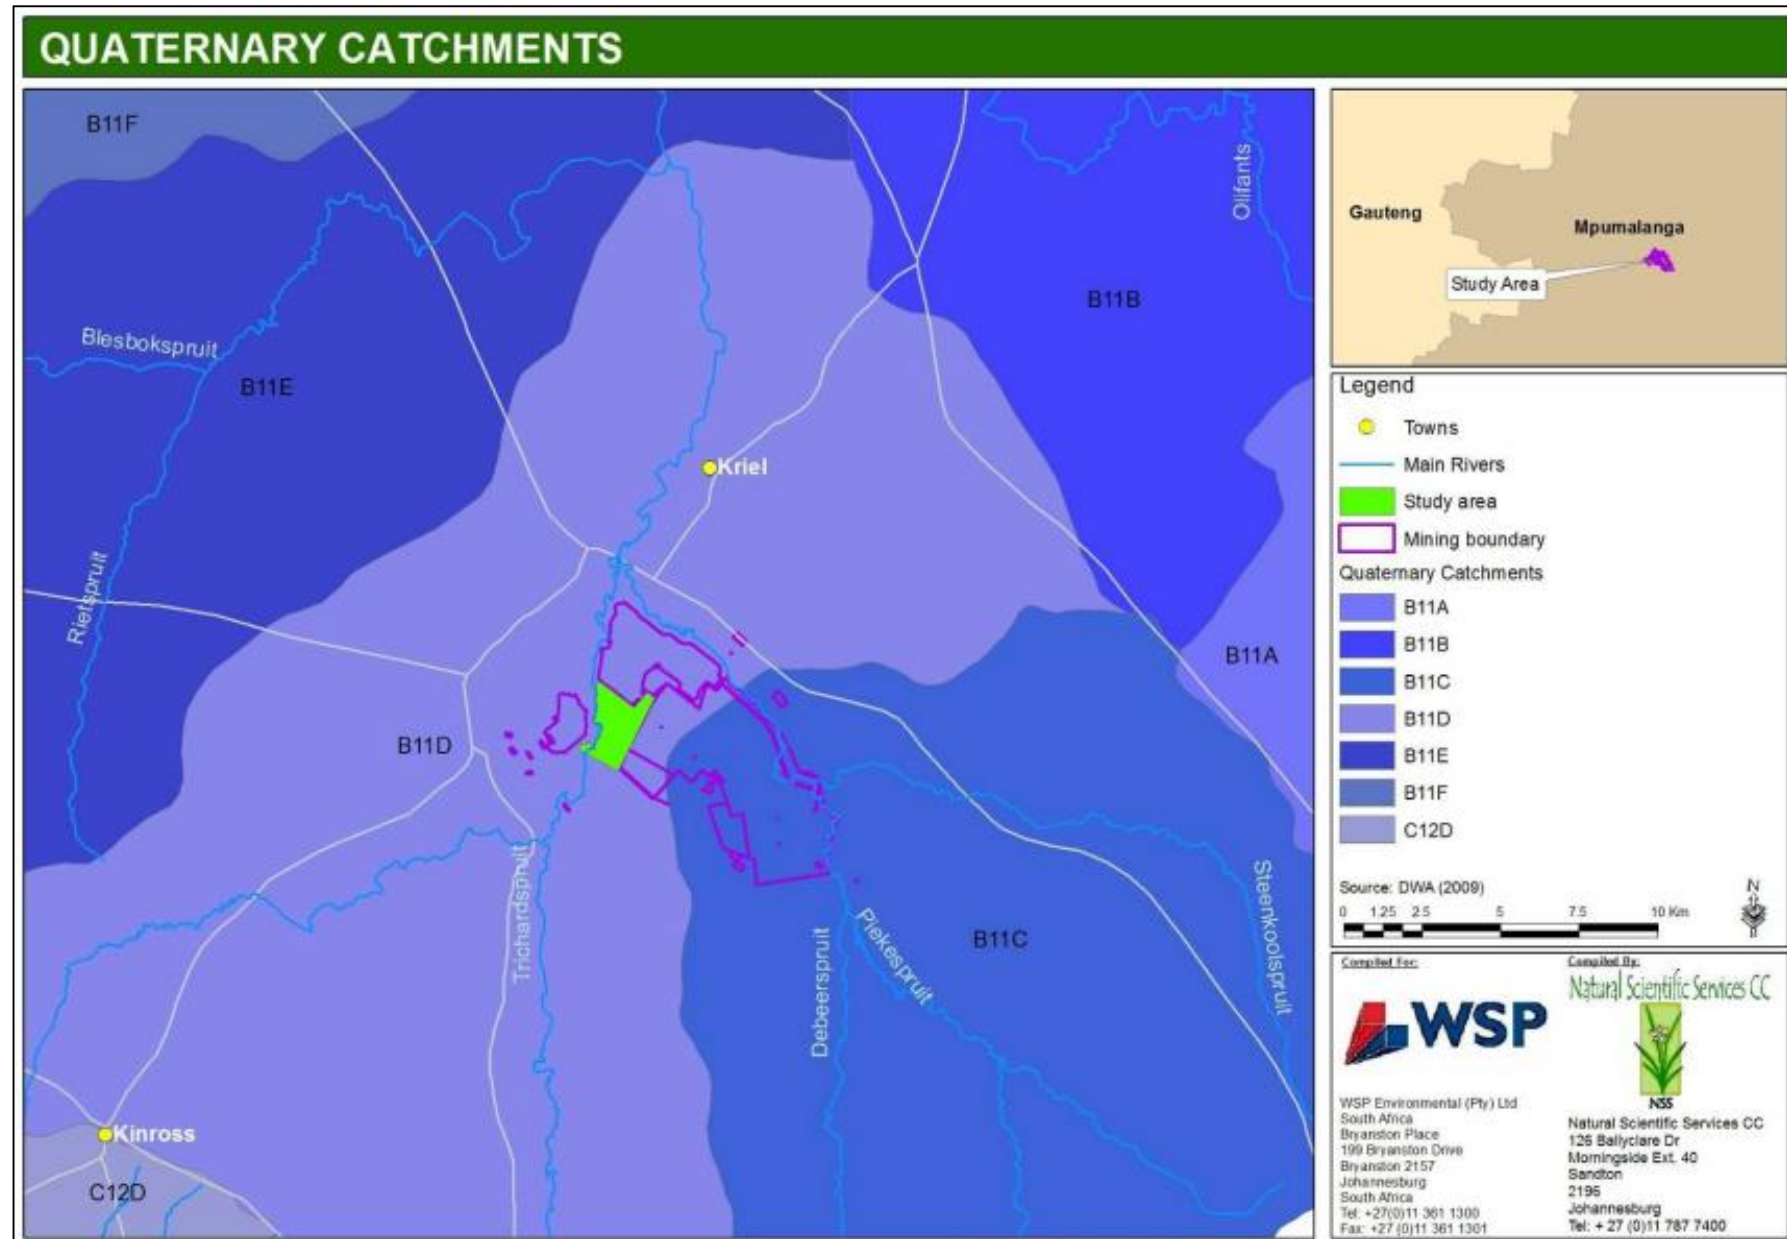 QUATERNARY CATCHMENTS
B11F
Olifants
B11B
Blesbokspruit
B11E
Kriel
Rietspruit
B11A
B11D
Trichardspruit
Steenkoolspruit
Piekespruit
B11C
Debeerspruit
Kinross
C12D
Gauteng
Mpumalanga
Study Area
Legend
Towns
Main Rivers
Study area
Mining boundary
Quaternary Catchments
B11A
B11B
B11C
B11D
B11E
B11F
C12D
Source: DWA (2009)
N
0 1.25 2.5 5 7.5 10 Km
Compiled For:
WSP
WSP Environmental (Pty) Ltd
South Africa
Bryanston Place
199 Bryanston Drive
Bryanston 2157
Johannesburg
South Africa
Tel: +27(0)11 361 1300
Fax: +27 (0)11 361 1301
Compiled By:
Natural Scientific Services CC
NSS
Natural Scientific Services CC
126 Ballyclare Dr
Morningside Ext. 40
Sandton
2196
Johannesburg
Tel: + 27 (0)11 787 7400